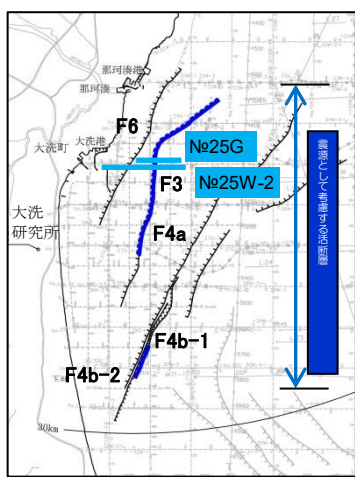 那珂湊港
那珂湊
F6
大洗港
大洗町
№25G
F3
№25W-2
大洗
研究所
F4a
震源として考慮する活断層
F4b-1
F4b-2
30km